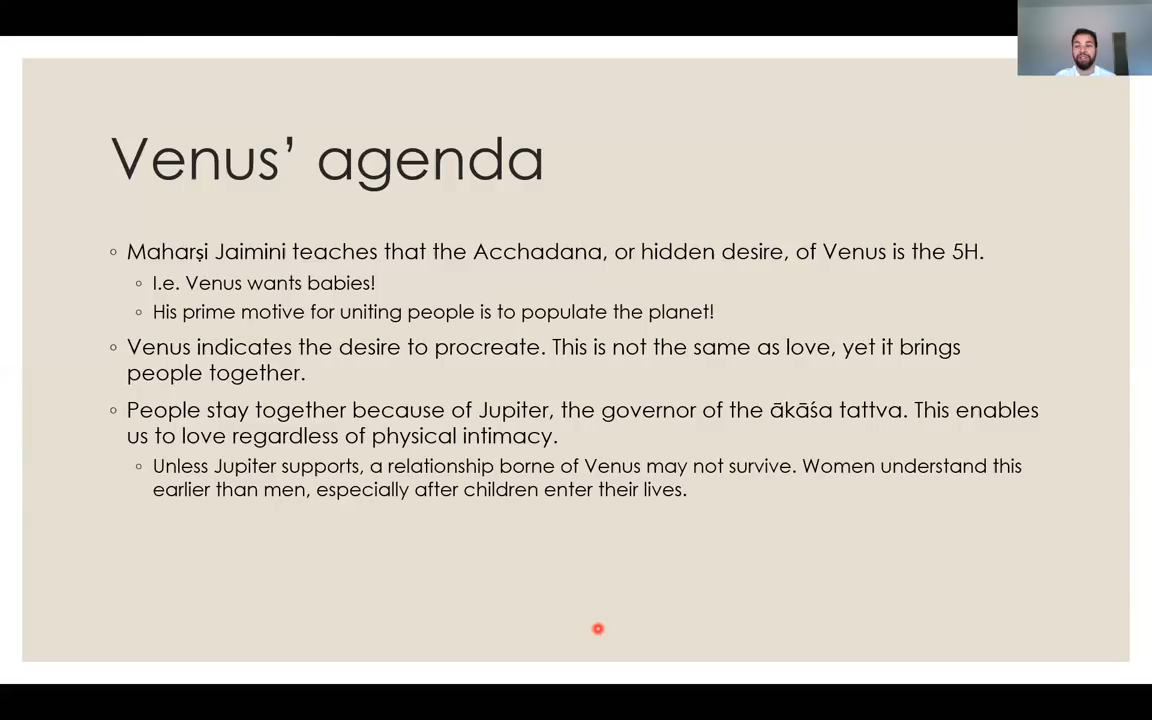 Venus’ agenda
Maharṣi Jaimini teaches that the Acchadana, or hidden desire, of Venus is the 5H.
I.e. Venus wants babies!
His prime motive for uniting people is to populate the planet!
Venus indicates the desire to procreate. This is not the same as love, yet it brings
people together.
People stay together because of Jupiter, the governor of the ākāśa tattva. This enables
us to love regardless of physical intimacy.
Unless Jupiter supports, a relationship borne of Venus may not survive. Women understand this
earlier than men, especially after children enter their lives.